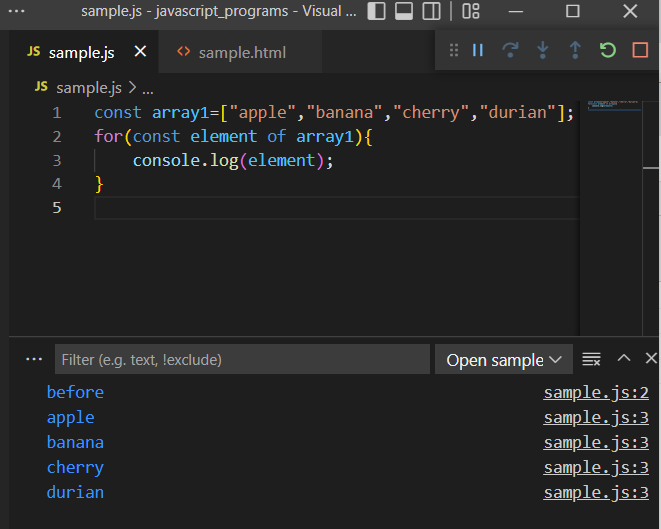 sample.js - javascript_programs - Visual ...
JS sample.js
<> sample.html
JS sample.js > ...
1 const array1=["apple","banana","cherry","durian"];
2 for(const element of array1){
3     console.log(element);
4 }
5
Filter (e.g. text, !exclude)
Open sample
before sample.js:2
apple sample.js:3
banana sample.js:3
cherry sample.js:3
durian sample.js:3